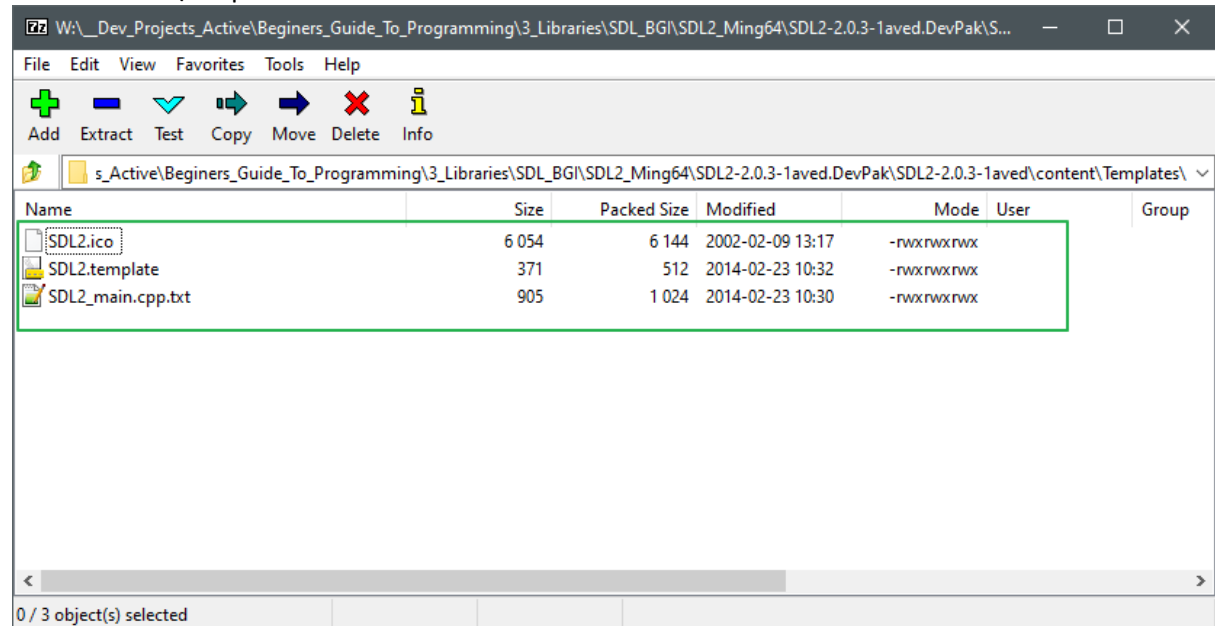 7z W:\__Dev_Projects_Active\Beginers_Guide_To_Programming\3_Libraries\SDL_BGI\SDL2_Ming64\SDL2-2.0.3-1aved.DevPak\S...
File Edit View Favorites Tools Help
Add Extract Test Copy Move Delete Info
s_Active\Beginers_Guide_To_Programming\3_Libraries\SDL_BGI\SDL2_Ming64\SDL2-2.0.3-1aved.DevPak\SDL2-2.0.3-1aved\content\Templates\
Name Size Packed Size Modified Mode User Group
SDL2.ico 6 054 6 144 2002-02-09 13:17 -rwxrwxrwx
SDL2.template 371 512 2014-02-23 10:32 -rwxrwxrwx
SDL2_main.cpp.txt 905 1 024 2014-02-23 10:30 -rwxrwxrwx
0 / 3 object(s) selected